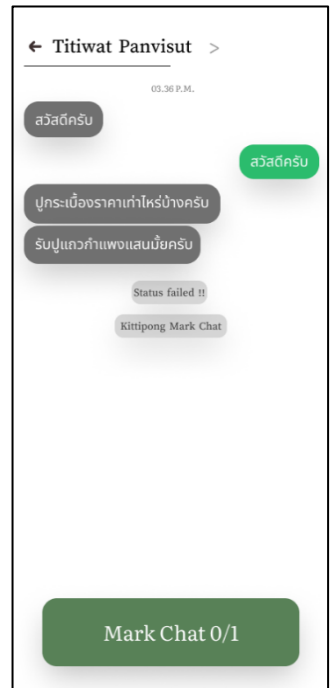 ← Titiwat Panvisut >
03.36 P.M.
สวัสดีครับ
สวัสดีครับ
ปูกระเบื้องราคาเท่าไหร่บ้างครับ
รับปูแถวกำแพงแสนมั้ยครับ
Status failed !!
Kittipong Mark Chat
Mark Chat 0/1